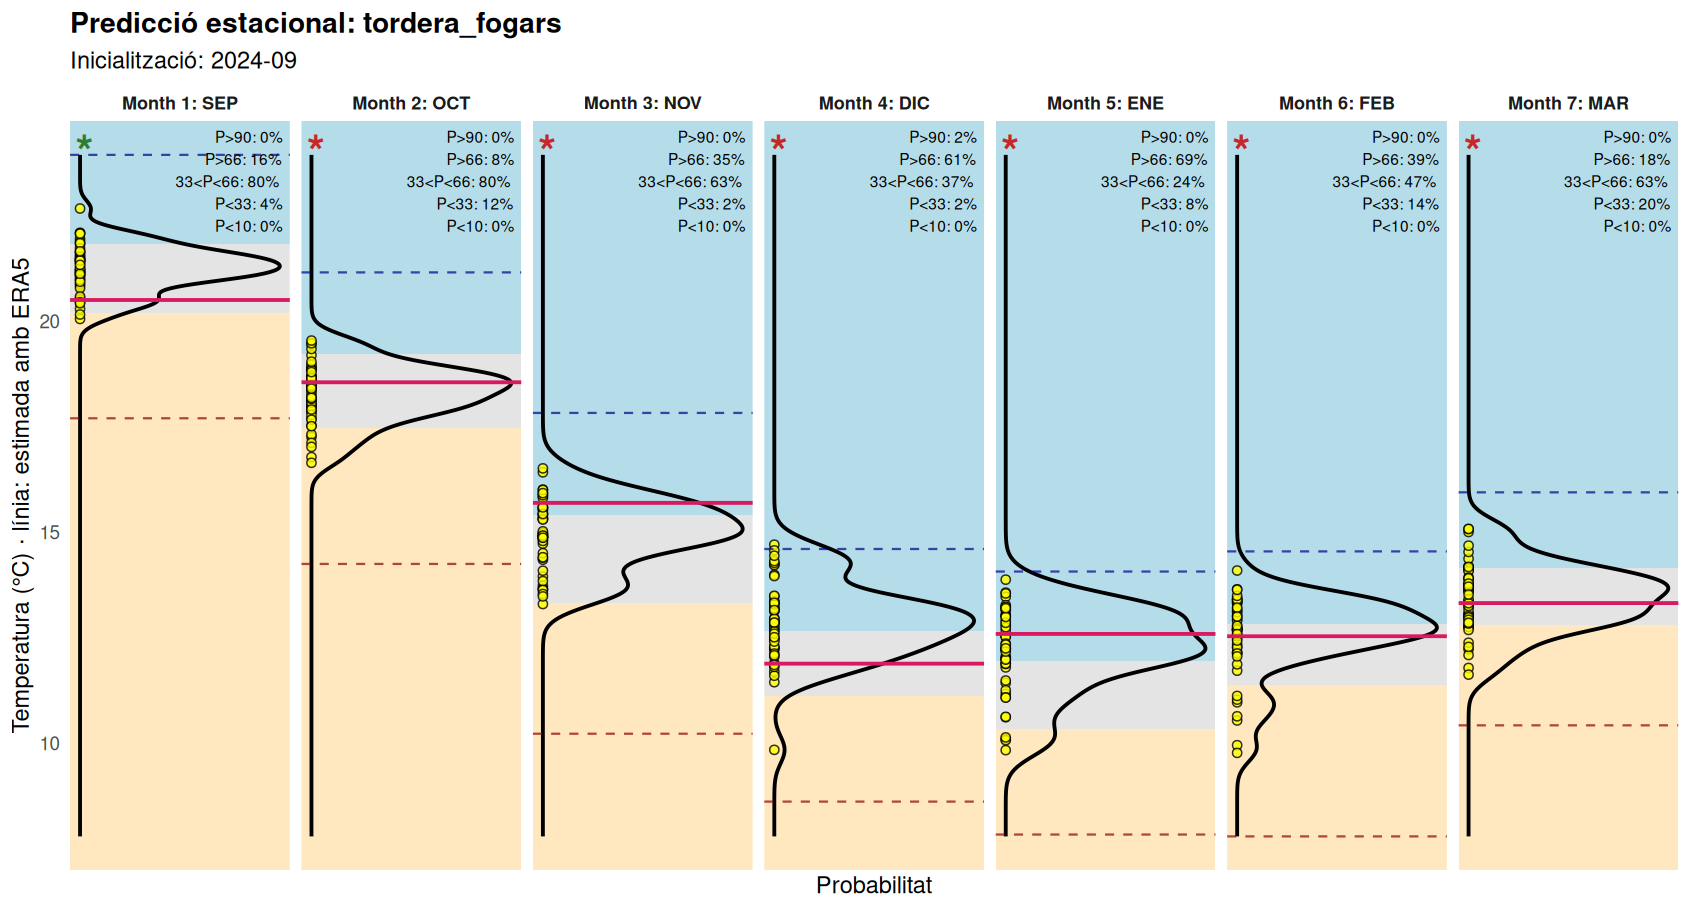 Predicció estacional: tordera_fogars
Inicialització: 2024-09
Month 1: SEP
Month 2: OCT
Month 3: NOV
Month 4: DIC
Month 5: ENE
Month 6: FEB
Month 7: MAR
*
P>90: 0%
P>66: 16%
33<P<66: 80%
P<33: 4%
P<10: 0%
*
P>90: 0%
P>66: 8%
33<P<66: 80%
P<33: 12%
P<10: 0%
*
P>90: 0%
P>66: 35%
33<P<66: 63%
P<33: 2%
P<10: 0%
*
P>90: 2%
P>66: 61%
33<P<66: 37%
P<33: 2%
P<10: 0%
*
P>90: 0%
P>66: 69%
33<P<66: 24%
P<33: 8%
P<10: 0%
*
P>90: 0%
P>66: 39%
33<P<66: 47%
P<33: 14%
P<10: 0%
*
P>90: 0%
P>66: 18%
33<P<66: 63%
P<33: 20%
P<10: 0%
Temperatura (°C) · línia: estimada amb ERA5
20
15
10
Probabilitat